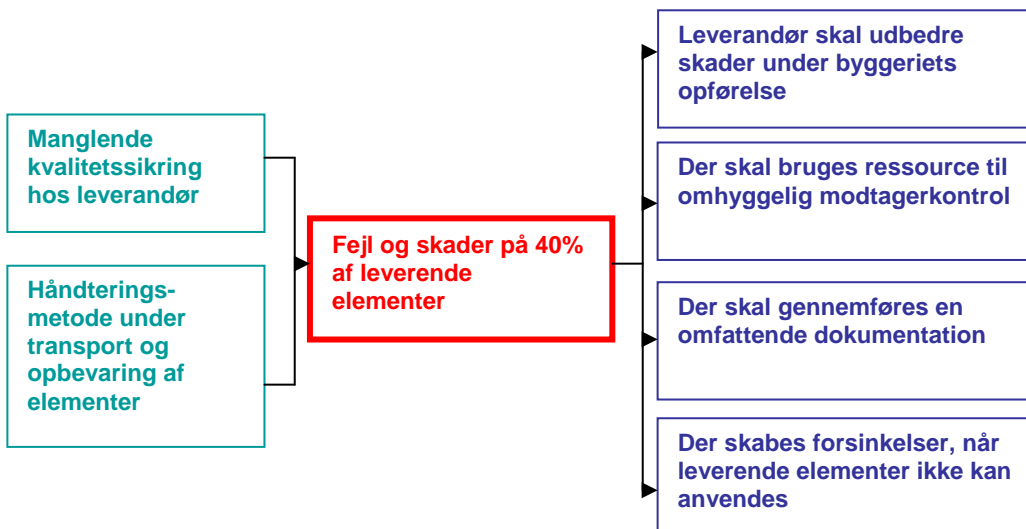 Manglende
kvalitetssikring
hos leverandør
Håndterings-
metode under
transport og
opbevaring af
elementer
Fejl og skader på 40%
af leverende
elementer
Leverandør skal udbedre
skader under byggeriets
opførelse
Der skal bruges ressource til
omhyggelig modtagerkontrol
Der skal gennemføres en
omfattende dokumentation
Der skabes forsinkelser, når
leverende elementer ikke kan
anvendes